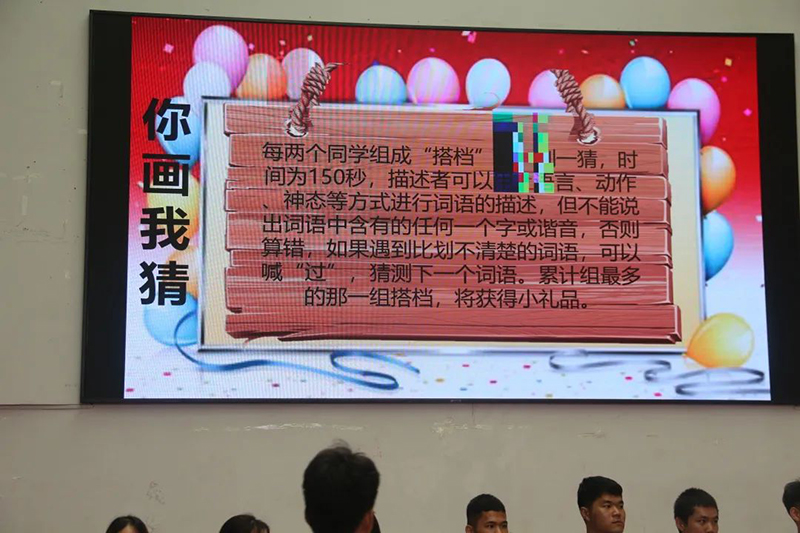 你画我猜
每两个同学组成“搭档” 一猜，时
间为150秒，描述者可以 语言、动作
、神态等方式进行词语的描述，但不能说
出词语中含有的任何一个字或谐音，否则
算错，如果遇到比划不清楚的词语，可以
喊“过”，猜测下一个词语。累计组最多
的那一组搭档，将获得小礼品。